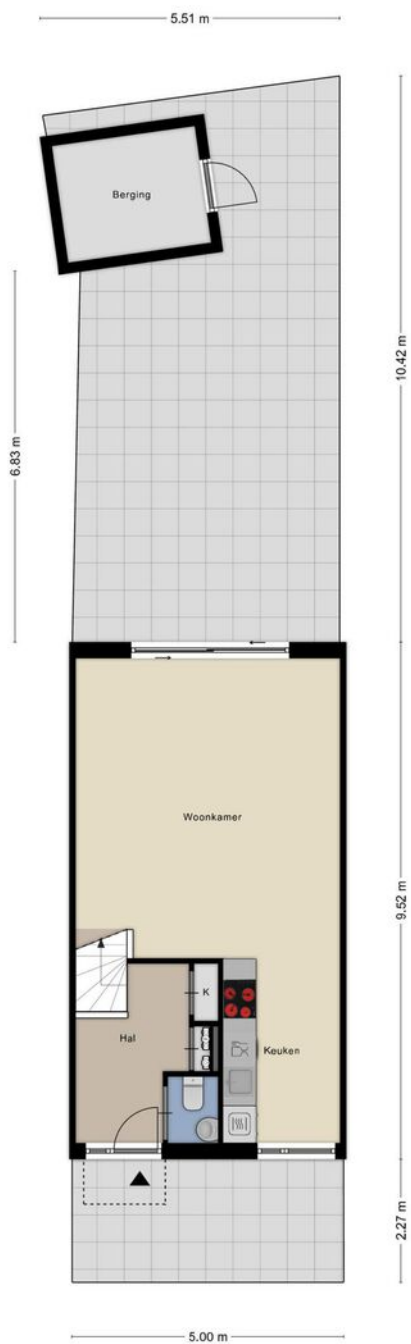 5.51 m
Berging
10.42 m
6.83 m
Woonkamer
9.52 m
K
Hal
Keuken
2.27 m
5.00 m